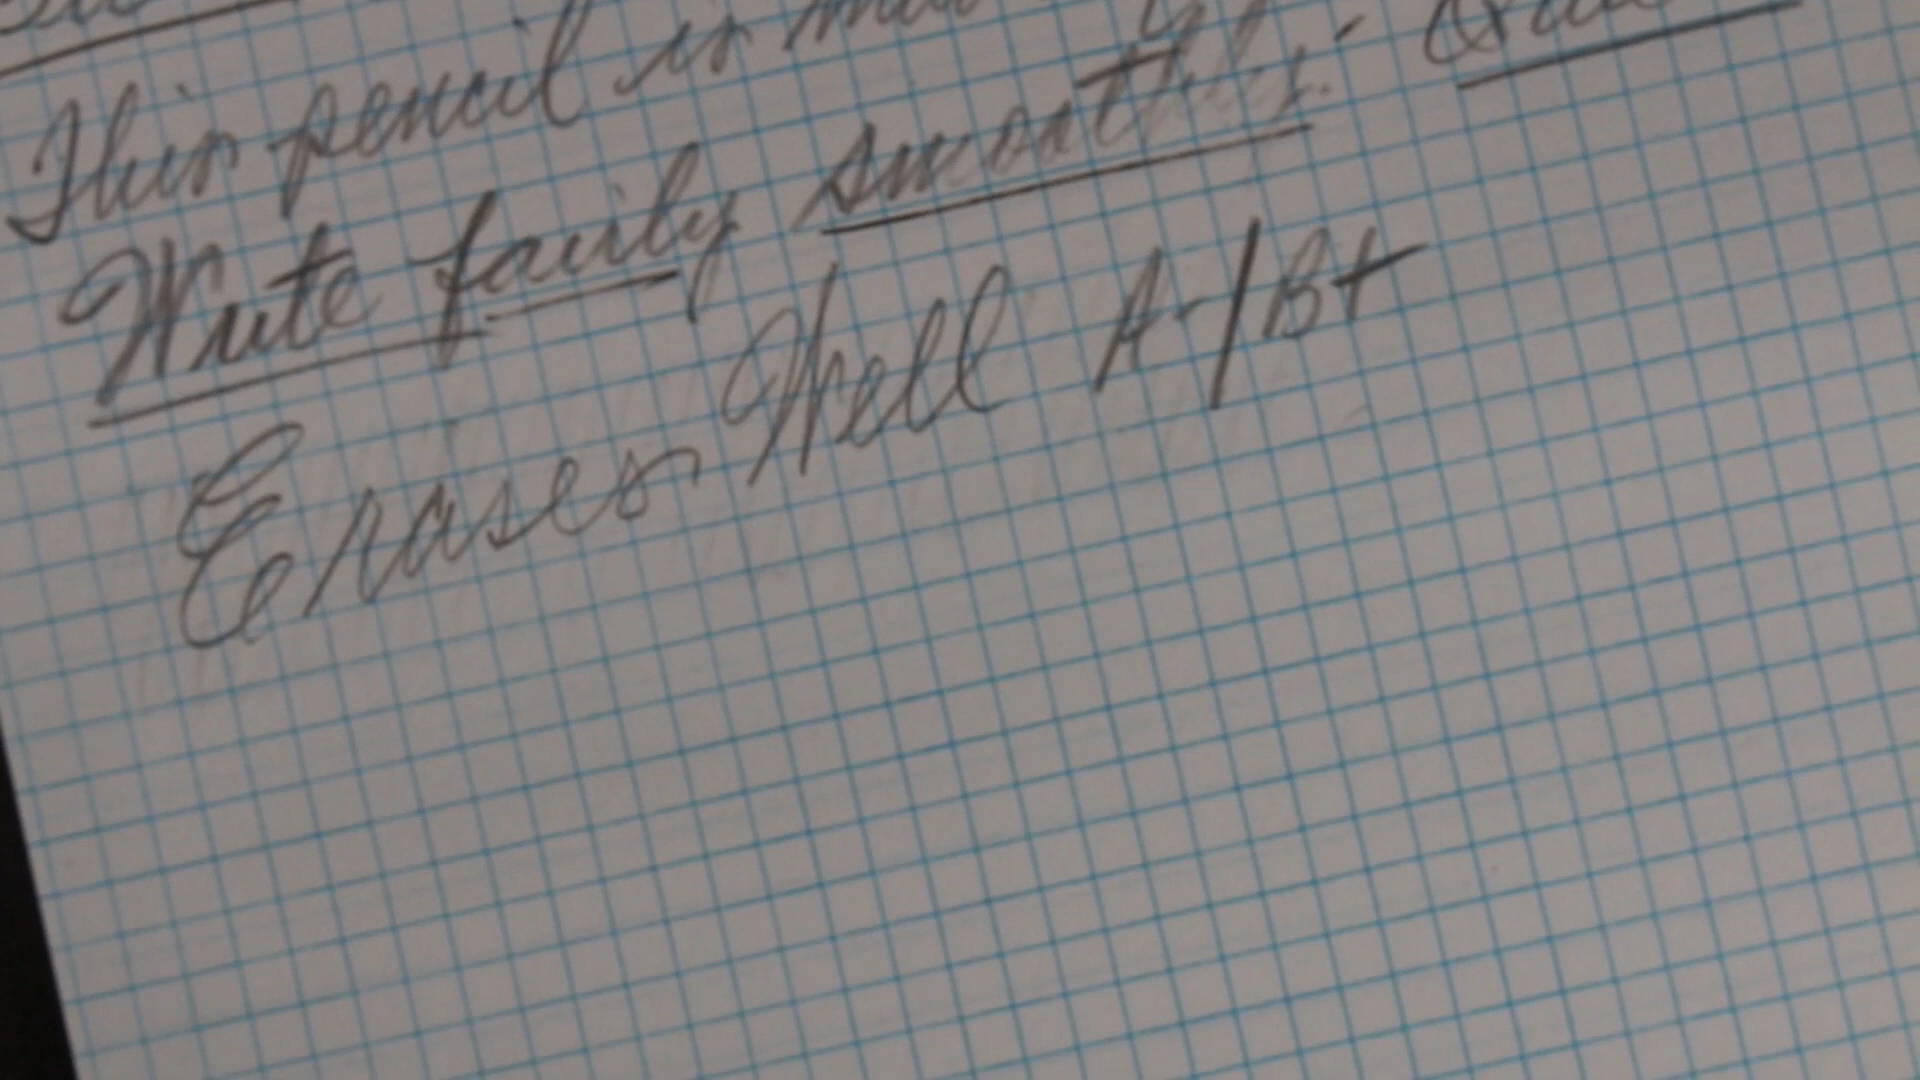 This pencil is
Write fairly smoothly.
Erases Well A-/B+